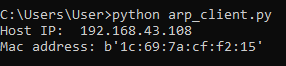 C:\Users\User>python arp_client.py
Host IP:  192.168.43.108
Mac address: b'1c:69:7a:cf:f2:15'